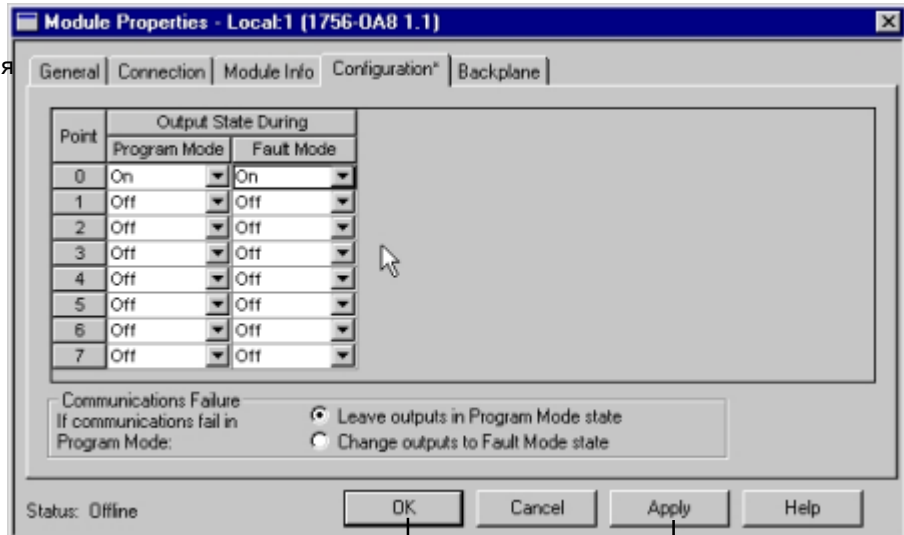 Module Properties - Local:1 (1756-OA8 1.1)
я
General Connection Module Info Configuration* Backplane
Point Output State During
Program Mode Fault Mode
0 On On
1 Off Off
2 Off Off
3 Off Off
4 Off Off
5 Off Off
6 Off Off
7 Off Off
Communications Failure
If communications fail in
Program Mode:
Leave outputs in Program Mode state
Change outputs to Fault Mode state
Status: Offline OK Cancel Apply Help